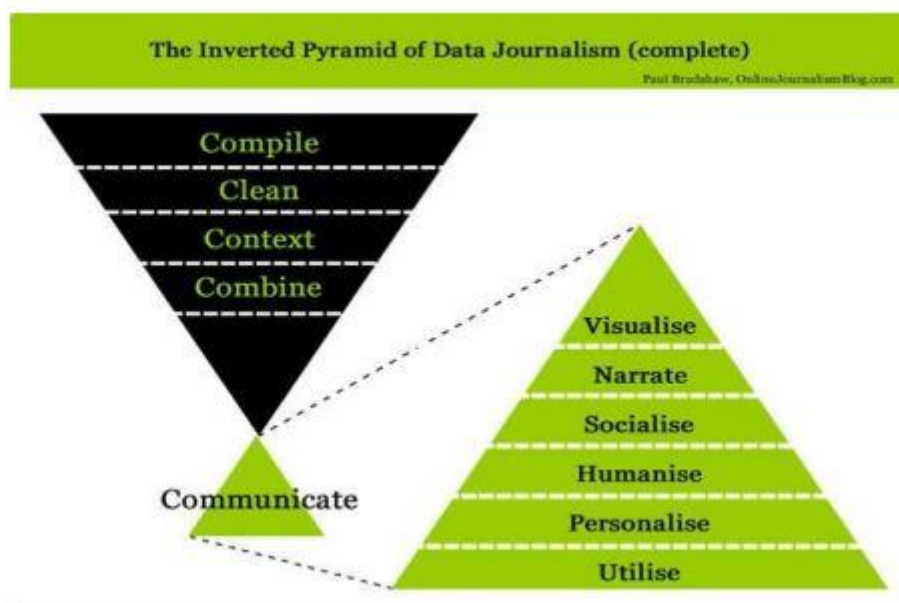 The Inverted Pyramid of Data Journalism (complete)
Paul Bradshaw, OnlineJournalismBlog.com
Compile
Clean
Context
Combine
Communicate
Visualise
Narrate
Socialise
Humanise
Personalise
Utilise